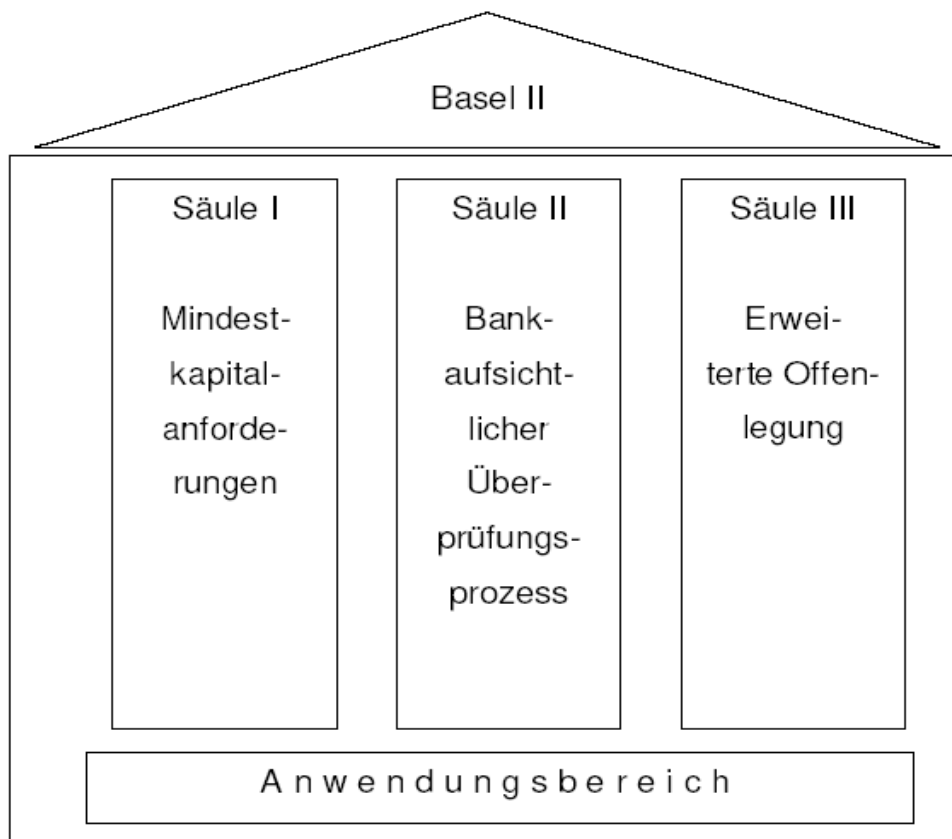 Basel II
Säule I
Mindest-
kapital-
anforde-
rungen
Säule II
Bank-
aufsicht-
licher
Über-
prüfungs-
prozess
Säule III
Erwei-
terte Offen-
legung
Anwendungsbereich